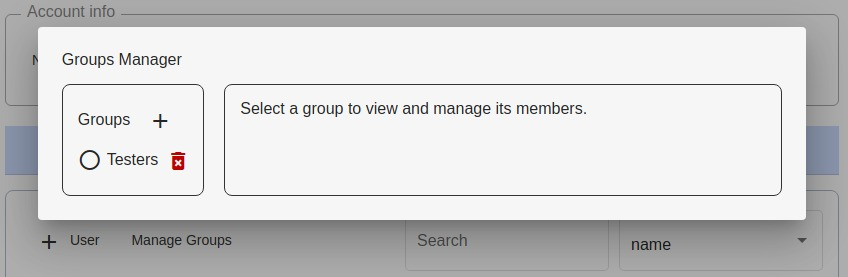 Account info
N
Groups Manager
Groups
Select a group to view and manage its members.
Testers
User
Manage Groups
Search
name